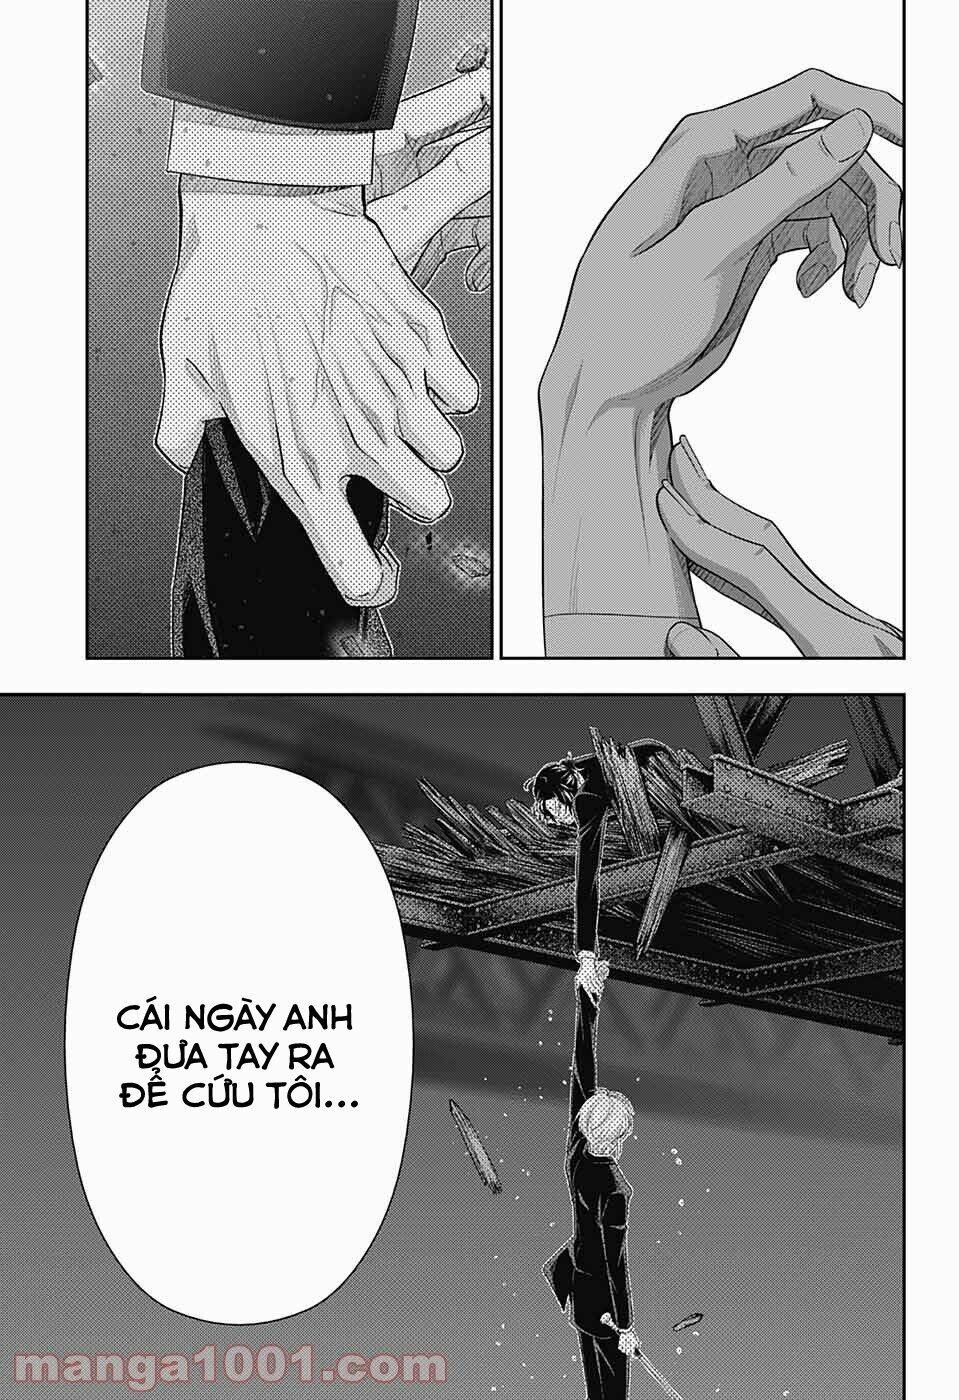 CÁI NGÀY ANH
ĐƯA TAY RA
ĐỂ CỨU TÔI...
manga1001.com